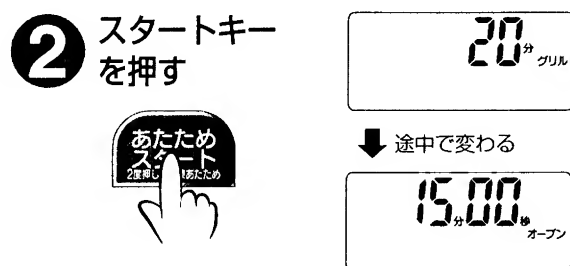 2 スタートキー
を押す
あたため
スタート
2度押し
あたため
20分
グリル
途中で変わる
15分00秒
オーブン